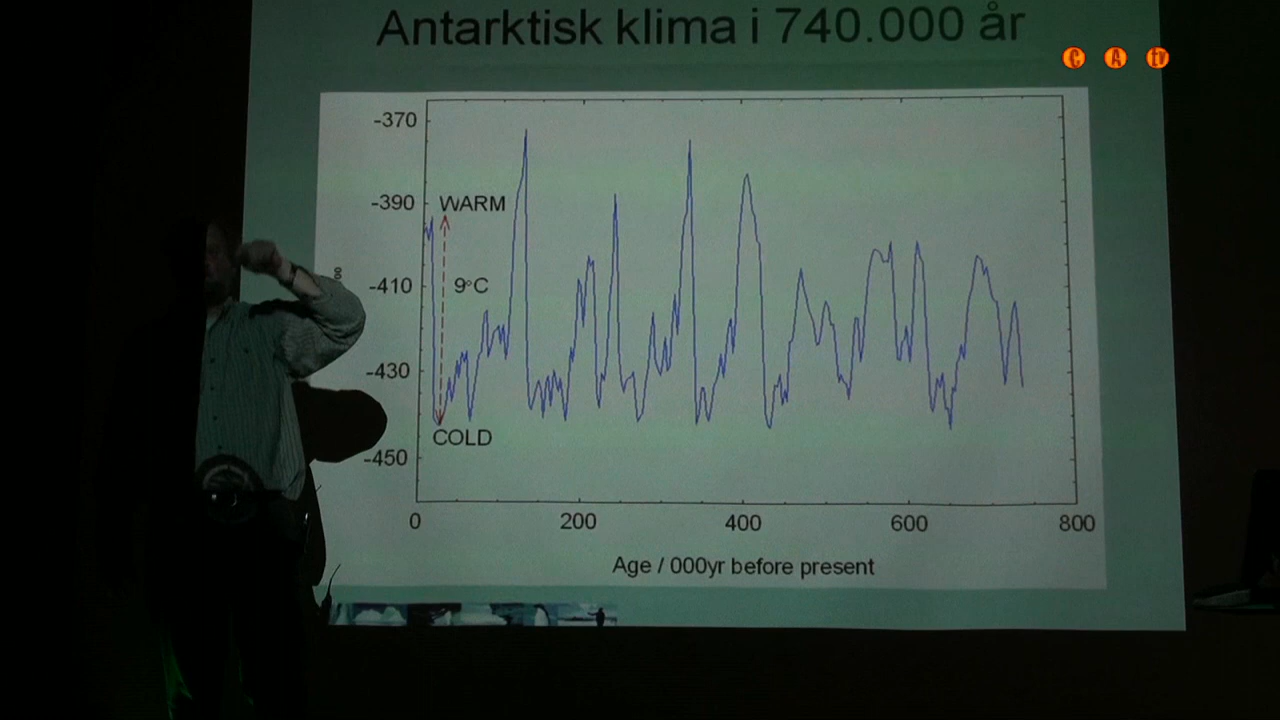 Antarktisk klima i 740.000 år
C A tv
-370
-390
WARM
-410
9°C
-430
COLD
-450
0 200 400 600 800
Age / 000yr before present